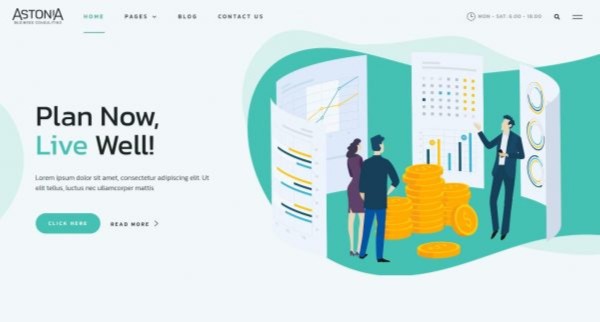 ASTONIA
BUSINESS CONSULTING
HOME
PAGES
BLOG
CONTACT US
MON - SAT: 6:00 - 18:00
Plan Now,
Live Well!
Lorem ipsum dolor sit amet, consectetur adipiscing elit. Ut
elit tellus, luctus nec ullamcorper mattis
CLICK HERE
READ MORE